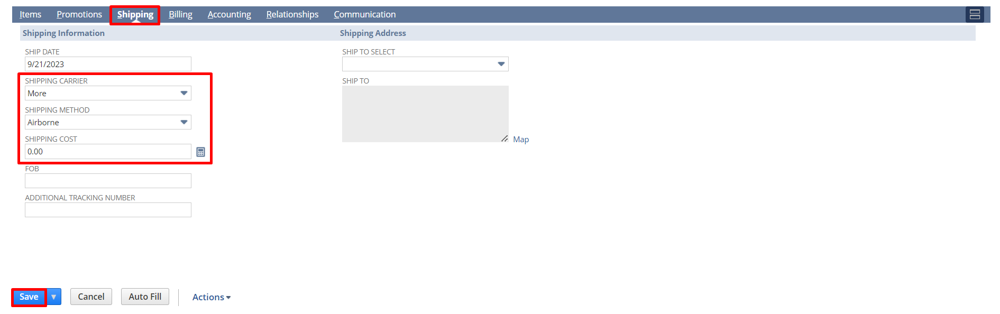 Items Promotions Shipping Billing Accounting Relationships Communication
Shipping Information
SHIP DATE
9/21/2023
SHIPPING CARRIER
More
SHIPPING METHOD
Airborne
SHIPPING COST
0.00
FOB
ADDITIONAL TRACKING NUMBER
Shipping Address
SHIP TO SELECT
SHIP TO
Map
Save Cancel Auto Fill Actions